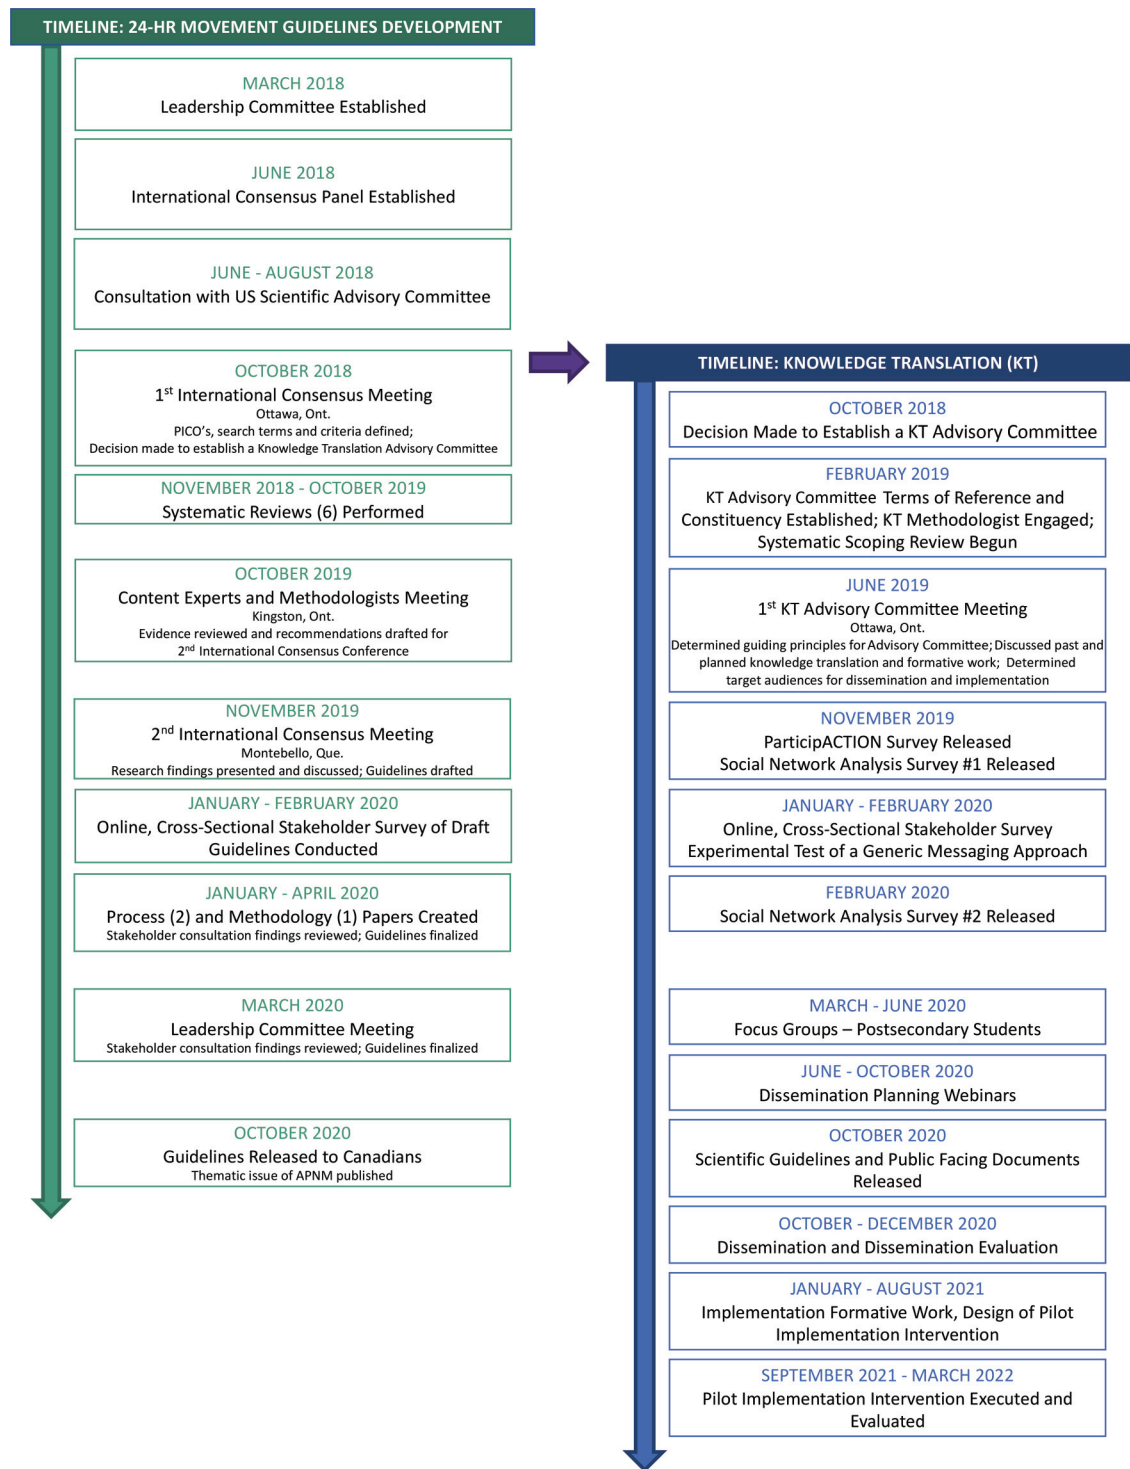 TIMELINE: 24-HR MOVEMENT GUIDELINES DEVELOPMENT
MARCH 2018
Leadership Committee Established
JUNE 2018
International Consensus Panel Established
JUNE - AUGUST 2018
Consultation with US Scientific Advisory Committee
OCTOBER 2018
1st International Consensus Meeting
Ottawa, Ont.
PICO's, search terms and criteria defined;
Decision made to establish a Knowledge Translation Advisory Committee
NOVEMBER 2018 - OCTOBER 2019
Systematic Reviews (6) Performed
OCTOBER 2019
Content Experts and Methodologists Meeting
Kingston, Ont.
Evidence reviewed and recommendations drafted for
2nd International Consensus Conference
NOVEMBER 2019
2nd International Consensus Meeting
Montebello, Que.
Research findings presented and discussed; Guidelines drafted
JANUARY - FEBRUARY 2020
Online, Cross-Sectional Stakeholder Survey of Draft
Guidelines Conducted
JANUARY - APRIL 2020
Process (2) and Methodology (1) Papers Created
Stakeholder consultation findings reviewed; Guidelines finalized
MARCH 2020
Leadership Committee Meeting
Stakeholder consultation findings reviewed; Guidelines finalized
OCTOBER 2020
Guidelines Released to Canadians
Thematic issue of APNM published
TIMELINE: KNOWLEDGE TRANSLATION (KT)
OCTOBER 2018
Decision Made to Establish a KT Advisory Committee
FEBRUARY 2019
KT Advisory Committee Terms of Reference and
Constituency Established; KT Methodologist Engaged;
Systematic Scoping Review Begun
JUNE 2019
1st KT Advisory Committee Meeting
Ottawa, Ont.
Determined guiding principles for Advisory Committee; Discussed past and
planned knowledge translation and formative work; Determined
target audiences for dissemination and implementation
NOVEMBER 2019
ParticipACTION Survey Released
Social Network Analysis Survey #1 Released
JANUARY - FEBRUARY 2020
Online, Cross-Sectional Stakeholder Survey
Experimental Test of a Generic Messaging Approach
FEBRUARY 2020
Social Network Analysis Survey #2 Released
MARCH - JUNE 2020
Focus Groups – Postsecondary Students
JUNE - OCTOBER 2020
Dissemination Planning Webinars
OCTOBER 2020
Scientific Guidelines and Public Facing Documents
Released
OCTOBER - DECEMBER 2020
Dissemination and Dissemination Evaluation
JANUARY - AUGUST 2021
Implementation Formative Work, Design of Pilot
Implementation Intervention
SEPTEMBER 2021 - MARCH 2022
Pilot Implementation Intervention Executed and
Evaluated